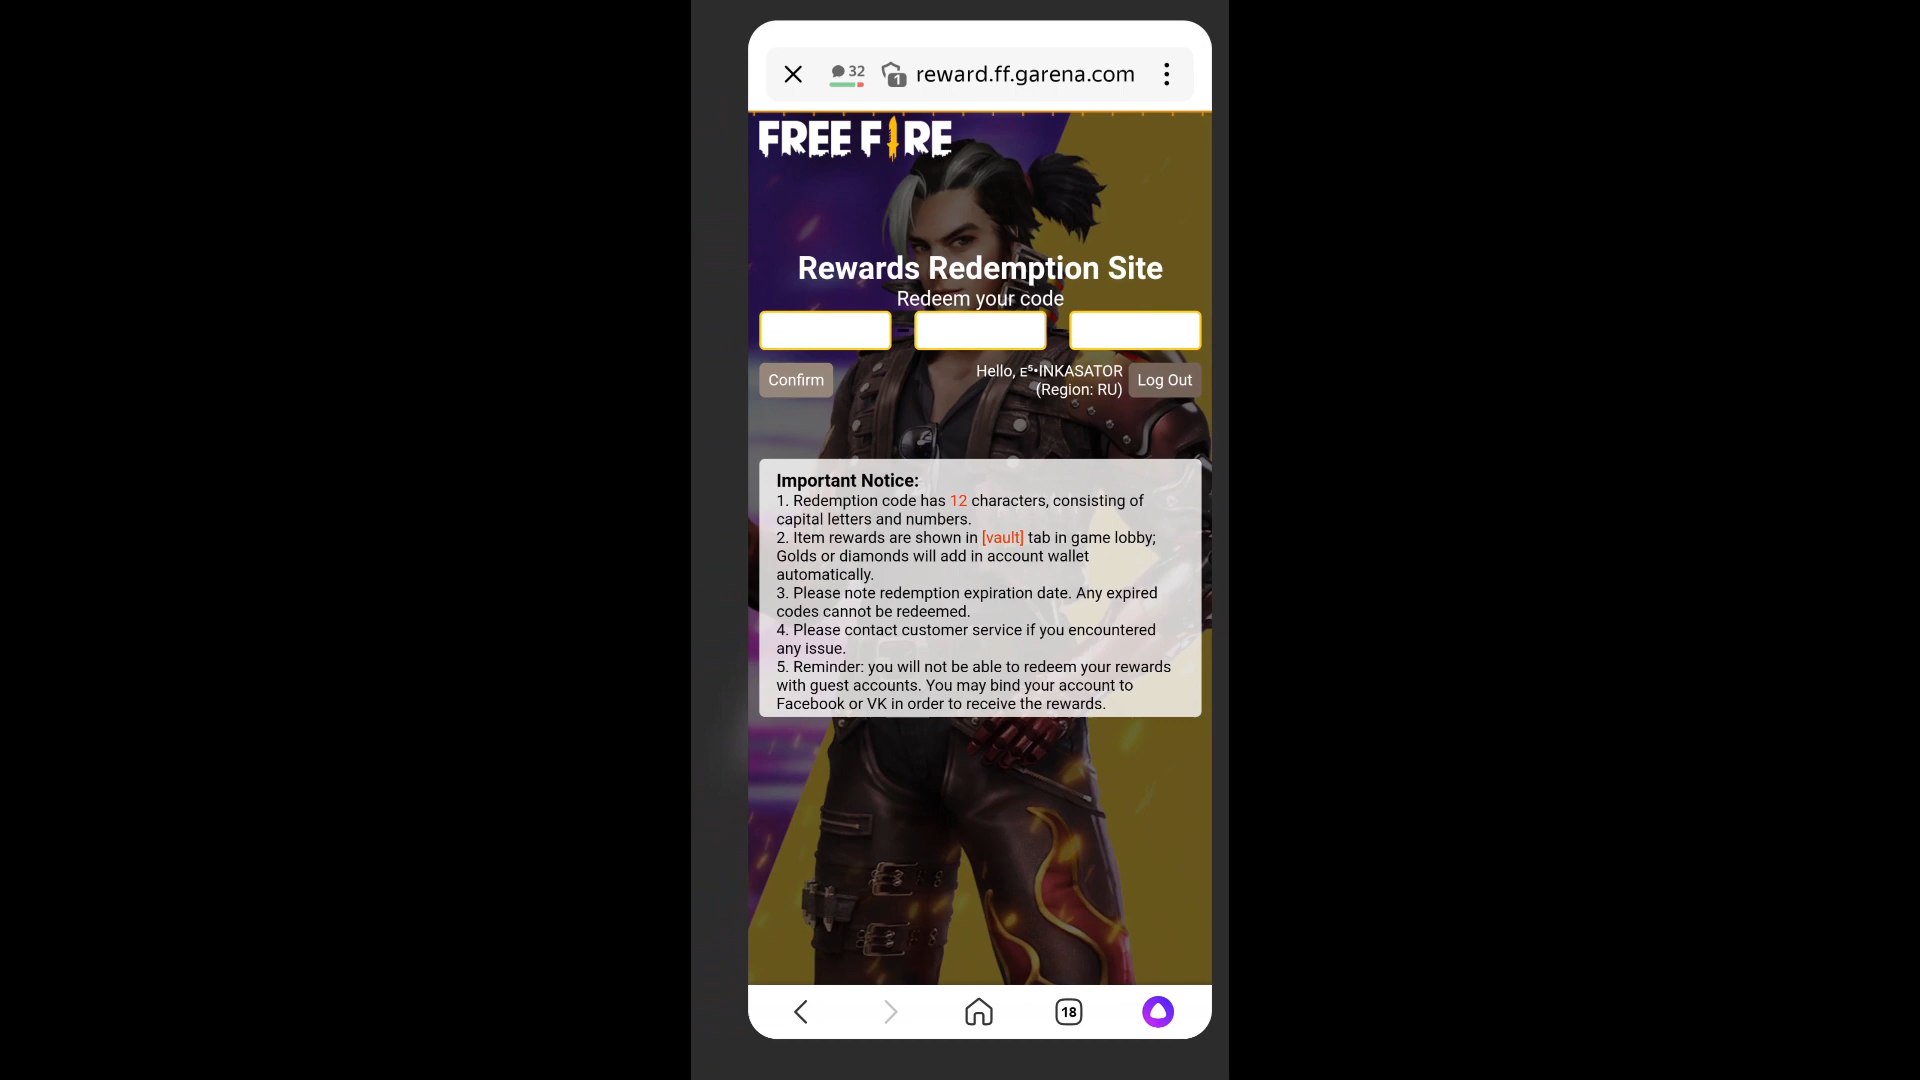 32
1
reward.ff.garena.com
FREE FIRE
Rewards Redemption Site
Redeem your code
Confirm
Hello, ᴇ⁵•INKASATOR
(Region: RU)
Log Out
Important Notice:
1. Redemption code has 12 characters, consisting of
capital letters and numbers.
2. Item rewards are shown in [vault] tab in game lobby;
Golds or diamonds will add in account wallet
automatically.
3. Please note redemption expiration date. Any expired
codes cannot be redeemed.
4. Please contact customer service if you encountered
any issue.
5. Reminder: you will not be able to redeem your rewards
with guest accounts. You may bind your account to
Facebook or VK in order to receive the rewards.
18